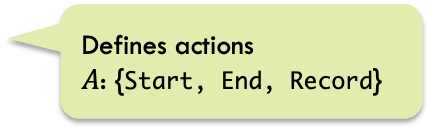 Defines actions
A: {Start, End, Record}